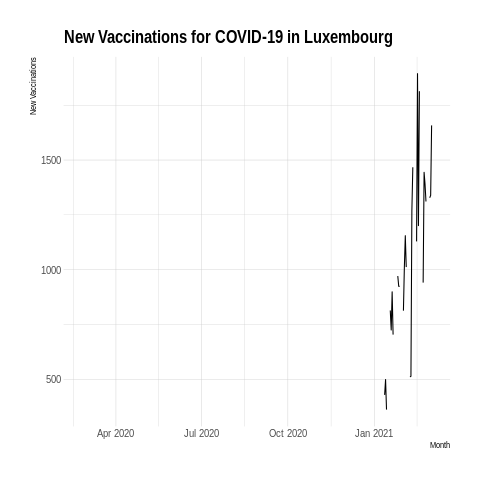 New Vaccinations for COVID-19 in Luxembourg
New Vaccinations
1500
1000
500
Apr 2020
Jul 2020
Oct 2020
Jan 2021
Month